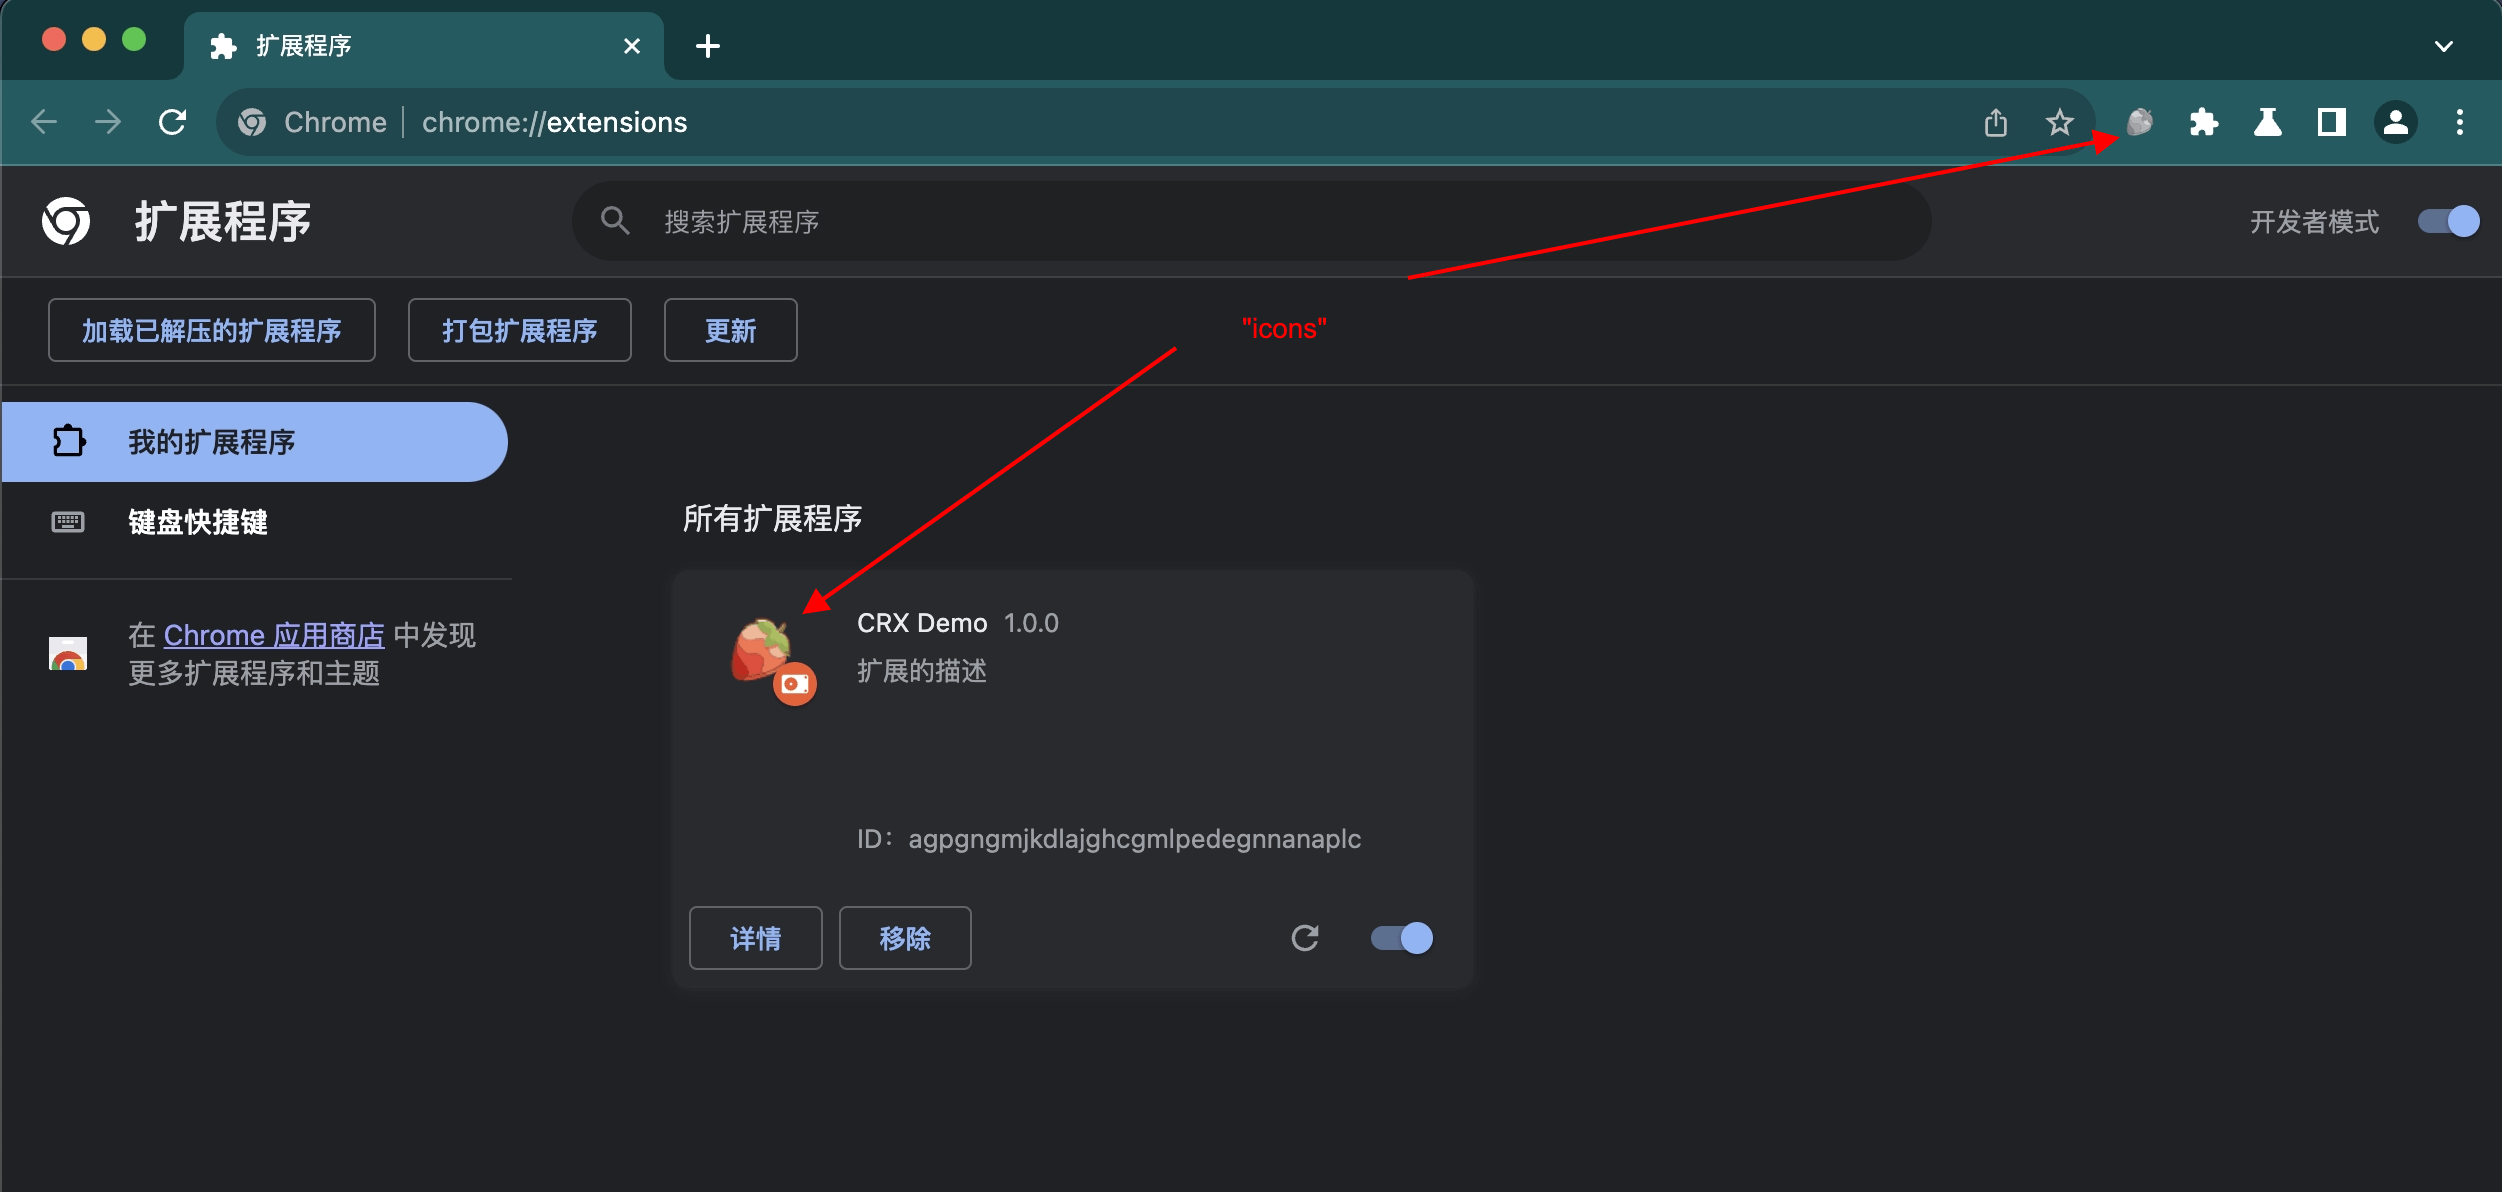 扩展程序
Chrome | chrome://extensions
扩展程序
搜索扩展程序
开发者模式
加载已解压的扩展程序
打包扩展程序
更新
"icons"
我的扩展程序
键盘快捷键
在 Chrome 应用商店 中发现
更多扩展程序和主题
所有扩展程序
CRX Demo 1.0.0
扩展的描述
ID：agpgngmjkdlajghcgmlpedegnnanaplc
详情
移除